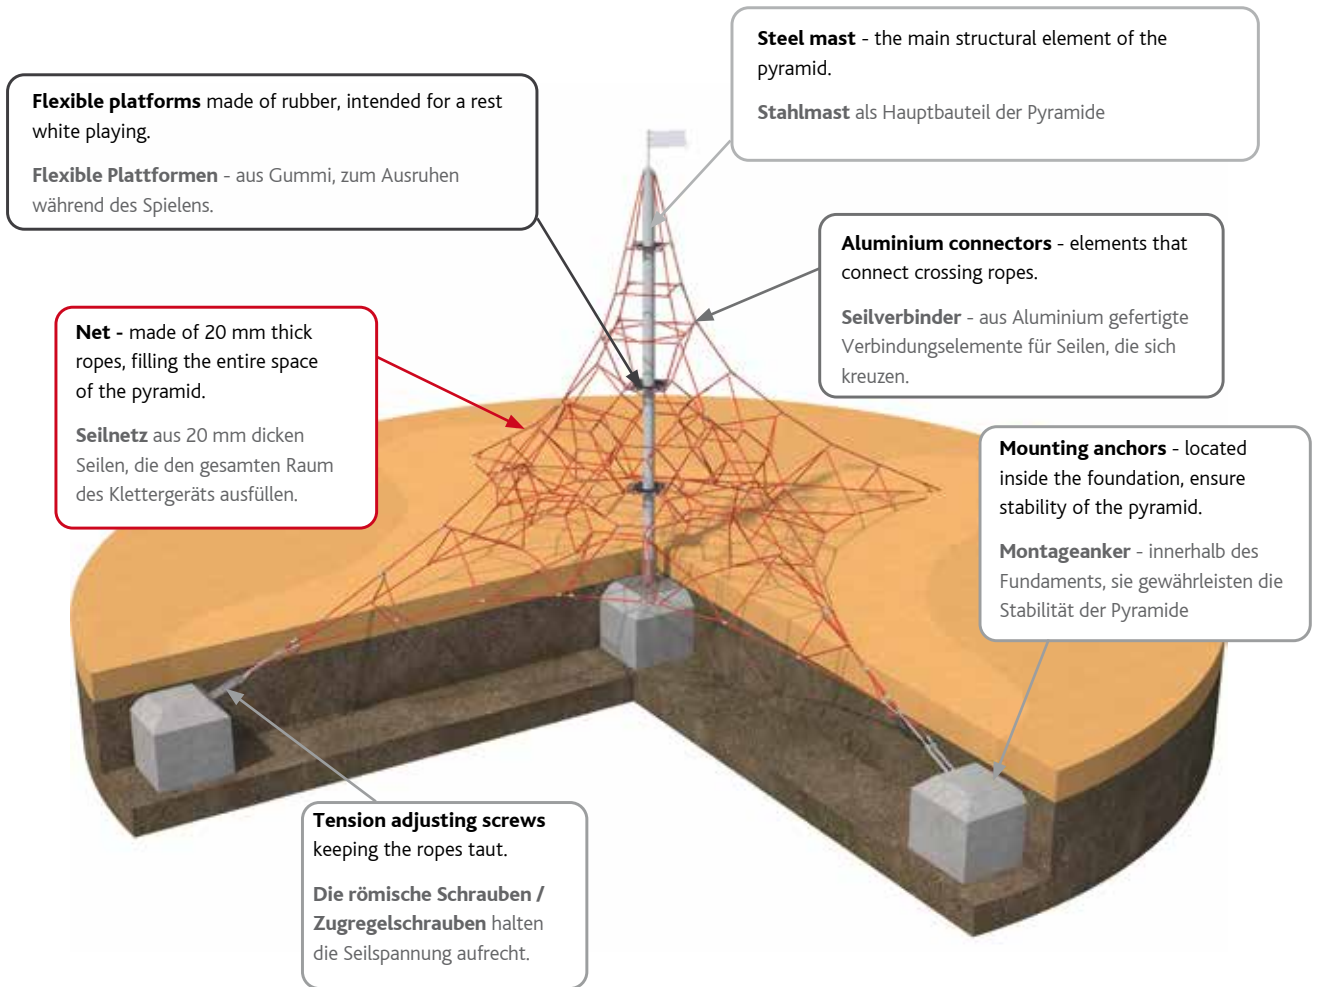 Steel mast - the main structural element of the
pyramid.
Stahlmast als Hauptbauteil der Pyramide
Flexible platforms made of rubber, intended for a rest
white playing.
Flexible Plattformen - aus Gummi, zum Ausruhen
während des Spielens.
Aluminium connectors - elements that
connect crossing ropes.
Seilverbinder - aus Aluminium gefertigte
Verbindungselemente für Seilen, die sich
kreuzen.
Net - made of 20 mm thick
ropes, filling the entire space
of the pyramid.
Seilnetz aus 20 mm dicken
Seilen, die den gesamten Raum
des Klettergeräts ausfüllen.
Mounting anchors - located
inside the foundation, ensure
stability of the pyramid.
Montageanker - innerhalb des
Fundaments, sie gewährleisten die
Stabilität der Pyramide
Tension adjusting screws
keeping the ropes taut.
Die römische Schrauben /
Zugregelschrauben halten
die Seilspannung aufrecht.